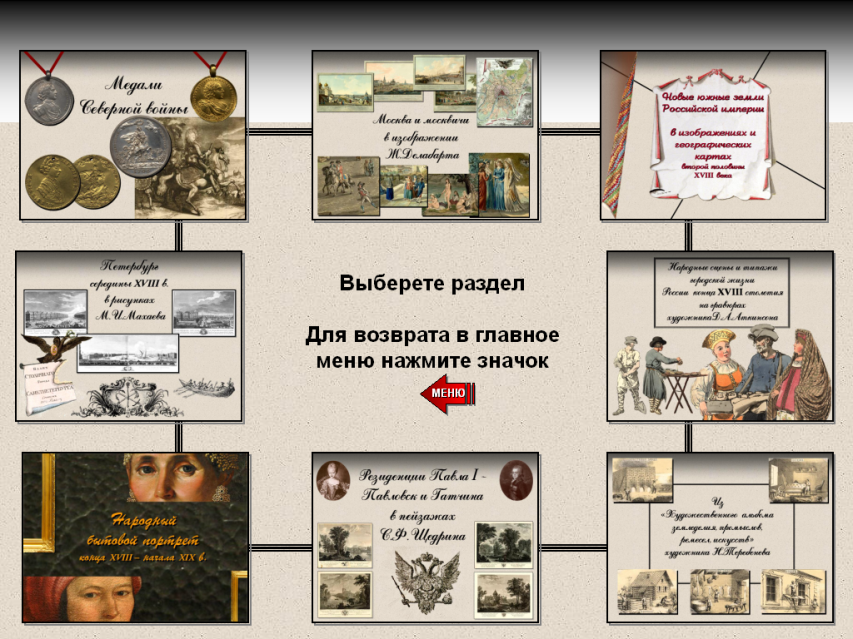 Медали
Северной войны
Москва и москвичи
в изображении
Ж.Делабарта
Новые южные земли
Российской империи
в изображениях и
географических
картах
второй половины
XVIII века
Петербург
середины XVIII в.
в рисунках
М.И.Махаева
САНКТПЕТЕРБУРГА
Выберете раздел
Для возврата в главное
меню нажмите значок
МЕНЮ
Народные сцены и типажи
городской жизни
России конца XVIII столетия
на гравюрах
художникаД.А.Аткинсона
Народный
бытовой портрет
конца XVIII – начала XIX в.
Резиденции Павла I -
Павловск и Гатчина
в пейзажах
С.Ф.Щедрина
Из
«Художественного альбома
земледелия, промыслов,
ремесел, искусств»
художника И.Теребенева